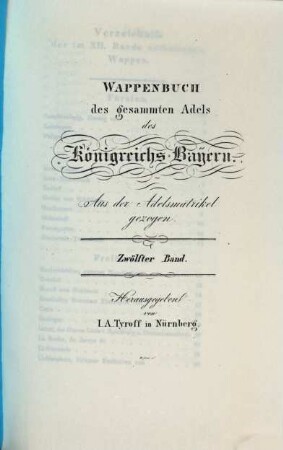 WAPPENBUCH
des gesammten Adels
des
Königreichs Bayern.
Aus der Adelsmatrikel
gezogen
Zwölfter Band.
Herausgegeben
von
I.A. Tyroff in Nürnberg